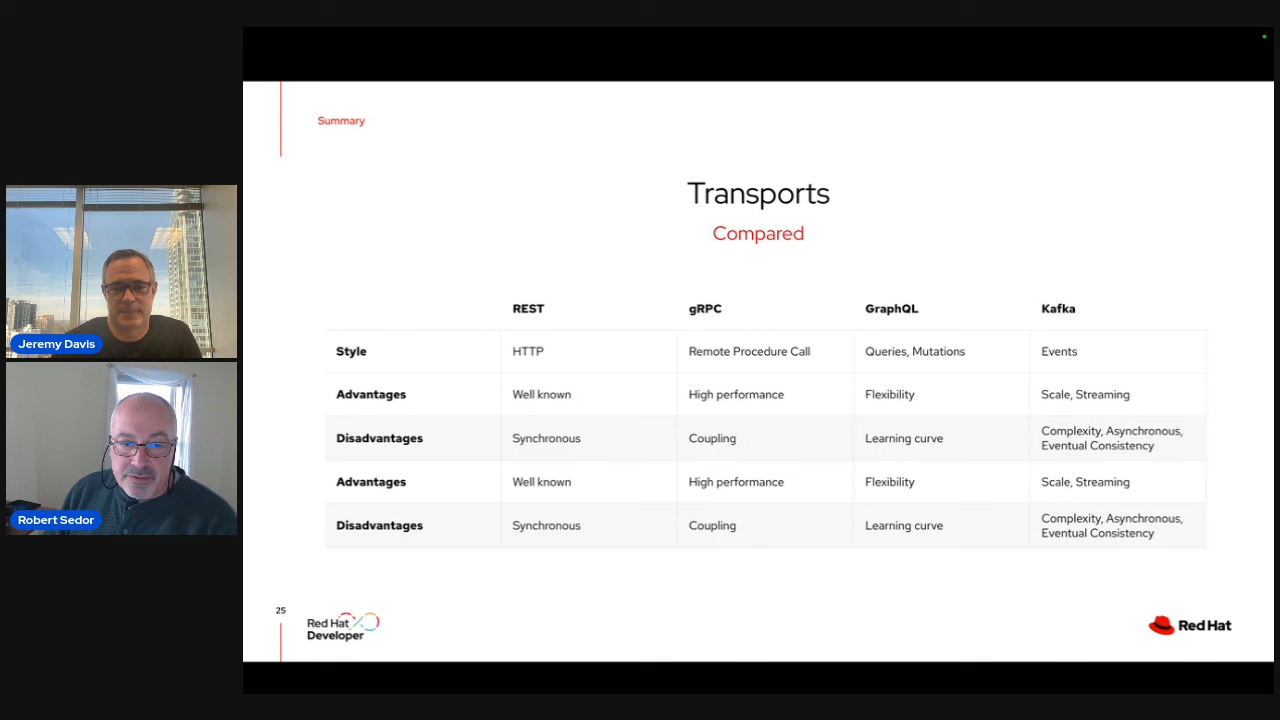 Summary
Transports
Compared
REST gRPC GraphQL Kafka
Style HTTP Remote Procedure Call Queries, Mutations Events
Advantages Well known High performance Flexibility Scale, Streaming
Disadvantages Synchronous Coupling Learning curve Complexity, Asynchronous,
Eventual Consistency
Advantages Well known High performance Flexibility Scale, Streaming
Disadvantages Synchronous Coupling Learning curve Complexity, Asynchronous,
Eventual Consistency
25
Red Hat
Developer
Red Hat
Jeremy Davis
Robert Sedor